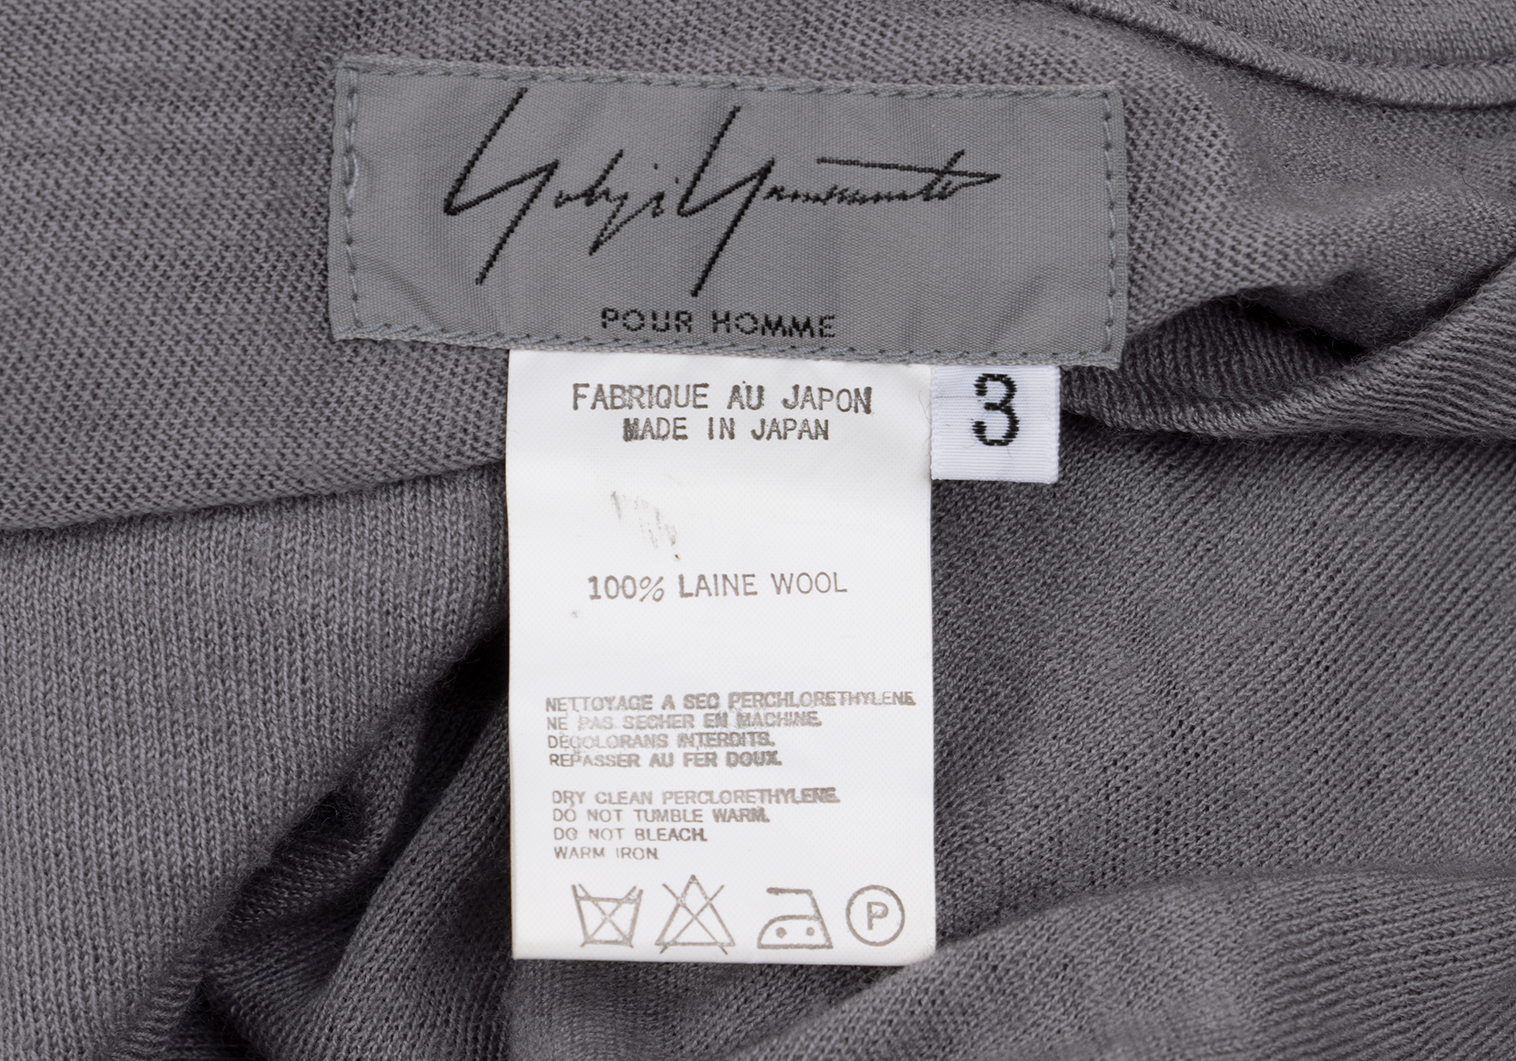 Yohji Yamamoto
POUR HOMME
FABRIQUE AU JAPON
MADE IN JAPAN
3
100% LAINE WOOL
NETTOYAGE A SEC PERCHLORETHYLENE
NE PAS SECHER EN MACHINE.
DECOLORANS INTERDITS.
REPASSER AU FER DOUX.
DRY CLEAN PERCLORETHYLENE.
DO NOT TUMBLE WARM.
DO NOT BLEACH.
WARM IRON.
P